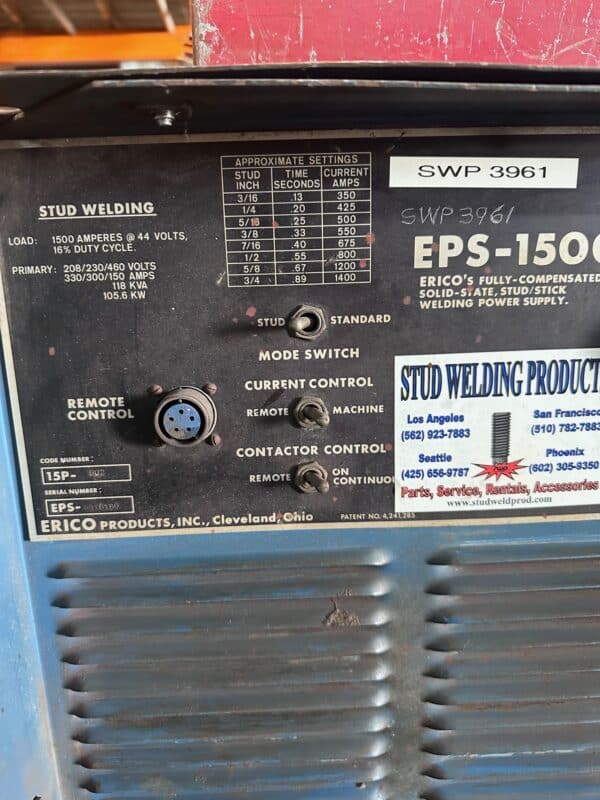 STUD WELDING
LOAD: 1500 AMPERES @ 44 VOLTS,
16% DUTY CYCLE.
PRIMARY: 208/230/460 VOLTS
330/300/150 AMPS
118 KVA
105.6 KW
APPROXIMATE SETTINGS
STUD INCH TIME SECONDS CURRENT AMPS
3/16 .13 350
1/4 .20 425
5/16 .25 500
3/8 .33 550
7/16 .40 675
1/2 .55 800
5/8 .67 1200
3/4 .89 1400
SWP 3961
SWP 3961
EPS-150
ERICO'S FULLY-COMPENSATED
SOLID-STATE, STUD/STICK
WELDING POWER SUPPLY.
STUD STANDARD
MODE SWITCH
CURRENT CONTROL
REMOTE MACHINE
CONTACTOR CONTROL
REMOTE ON
CONTINUOU
REMOTE
CONTROL
CODE NUMBER:
15P-
SERIAL NUMBER:
EPS-
ERICO PRODUCTS, INC., Cleveland, Ohio
PATENT NO. 4,241,285
STUD WELDING PRODUCT
Los Angeles
(562) 923-7883
San Francisco
(510) 782-7883
Seattle
(425) 656-9787
Phoenix
(602) 305-9350
Parts, Service, Rentals, Accessories
www.studweldprod.com